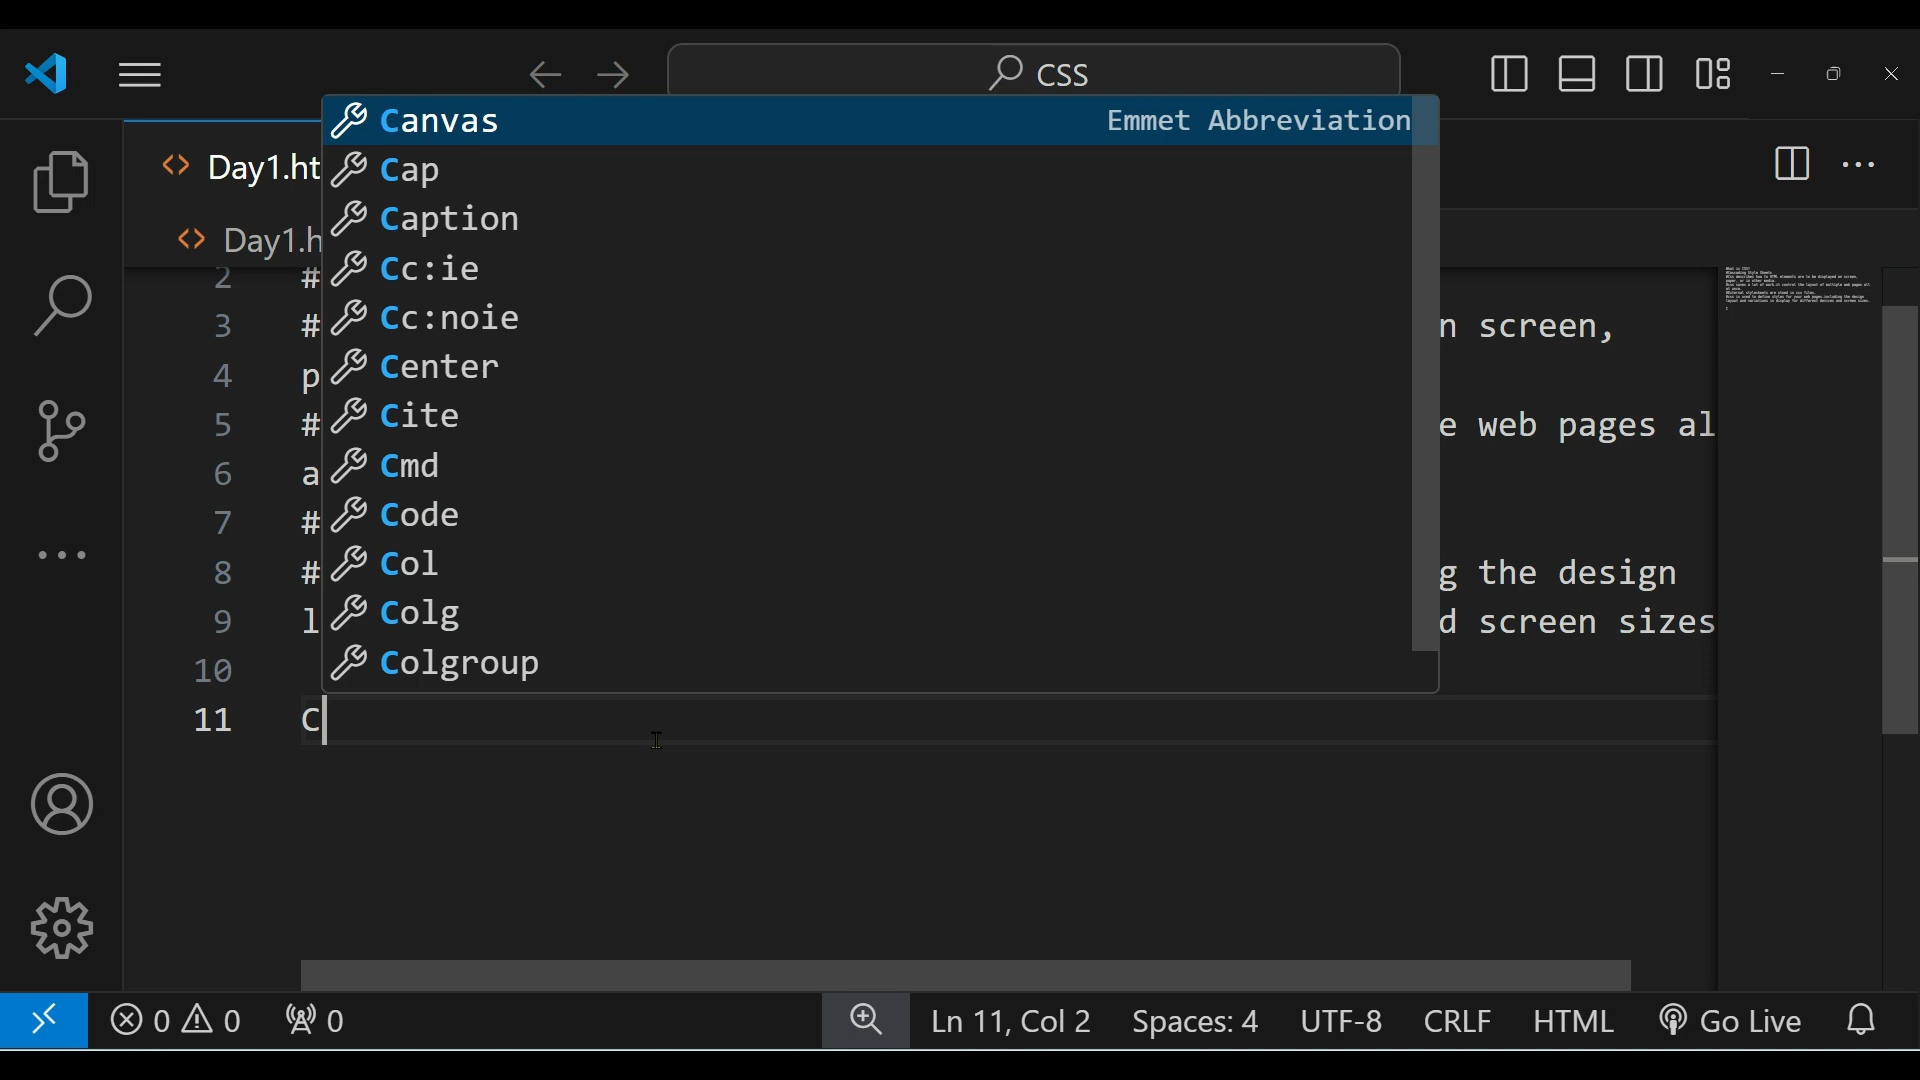 CSS
Day1.ht
Canvas Emmet Abbreviation
Cap
Day1.h
Caption
2 #
Cc:ie
3 #
Cc:noie
n screen,
4 p
Center
5 #
Cite
e web pages al
6 a
Cmd
7 #
Code
8 #
Col
g the design
9 l
Colg
d screen sizes
10
Colgroup
11 C
0 0 0 Ln 11, Col 2 Spaces: 4 UTF-8 CRLF HTML Go Live